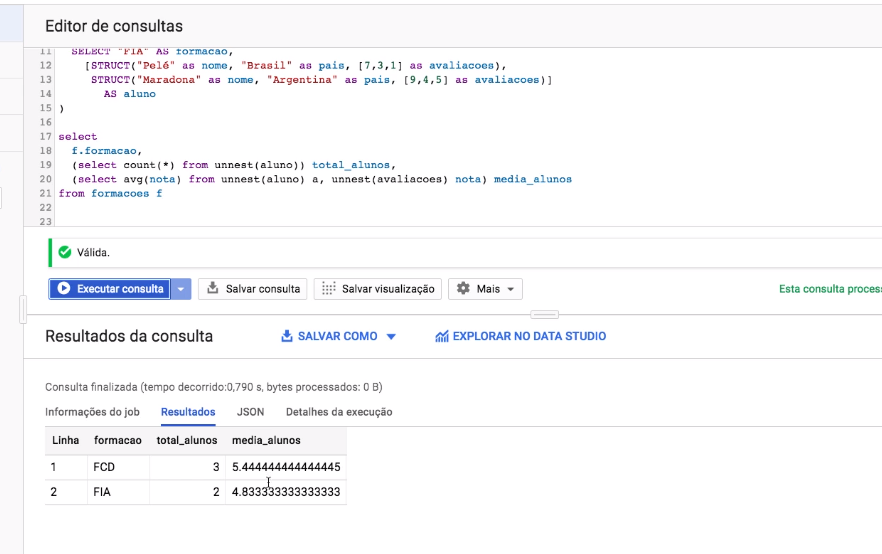 Editor de consultas
11 SELECT "FIA" AS formacao,
12 [STRUCT("Pelé" as nome, "Brasil" as pais, [7,3,1] as avaliacoes),
13 STRUCT("Maradona" as nome, "Argentina" as pais, [9,4,5] as avaliacoes)]
14 AS aluno
15 )
16
17 select
18 f.formacao,
19 (select count(*) from unnest(aluno)) total_alunos,
20 (select avg(nota) from unnest(aluno) a, unnest(avaliacoes) nota) media_alunos
21 from formacoes f
22
23
Válida.
Executar consulta Salvar consulta Salvar visualização Mais Esta consulta proces
Resultados da consulta SALVAR COMO EXPLORAR NO DATA STUDIO
Consulta finalizada (tempo decorrido:0,790 s, bytes processados: 0 B)
Informações do job Resultados JSON Detalhes da execução
Linha formacao total_alunos media_alunos
1 FCD 3 5.444444444444445
2 FIA 2 4.833333333333333